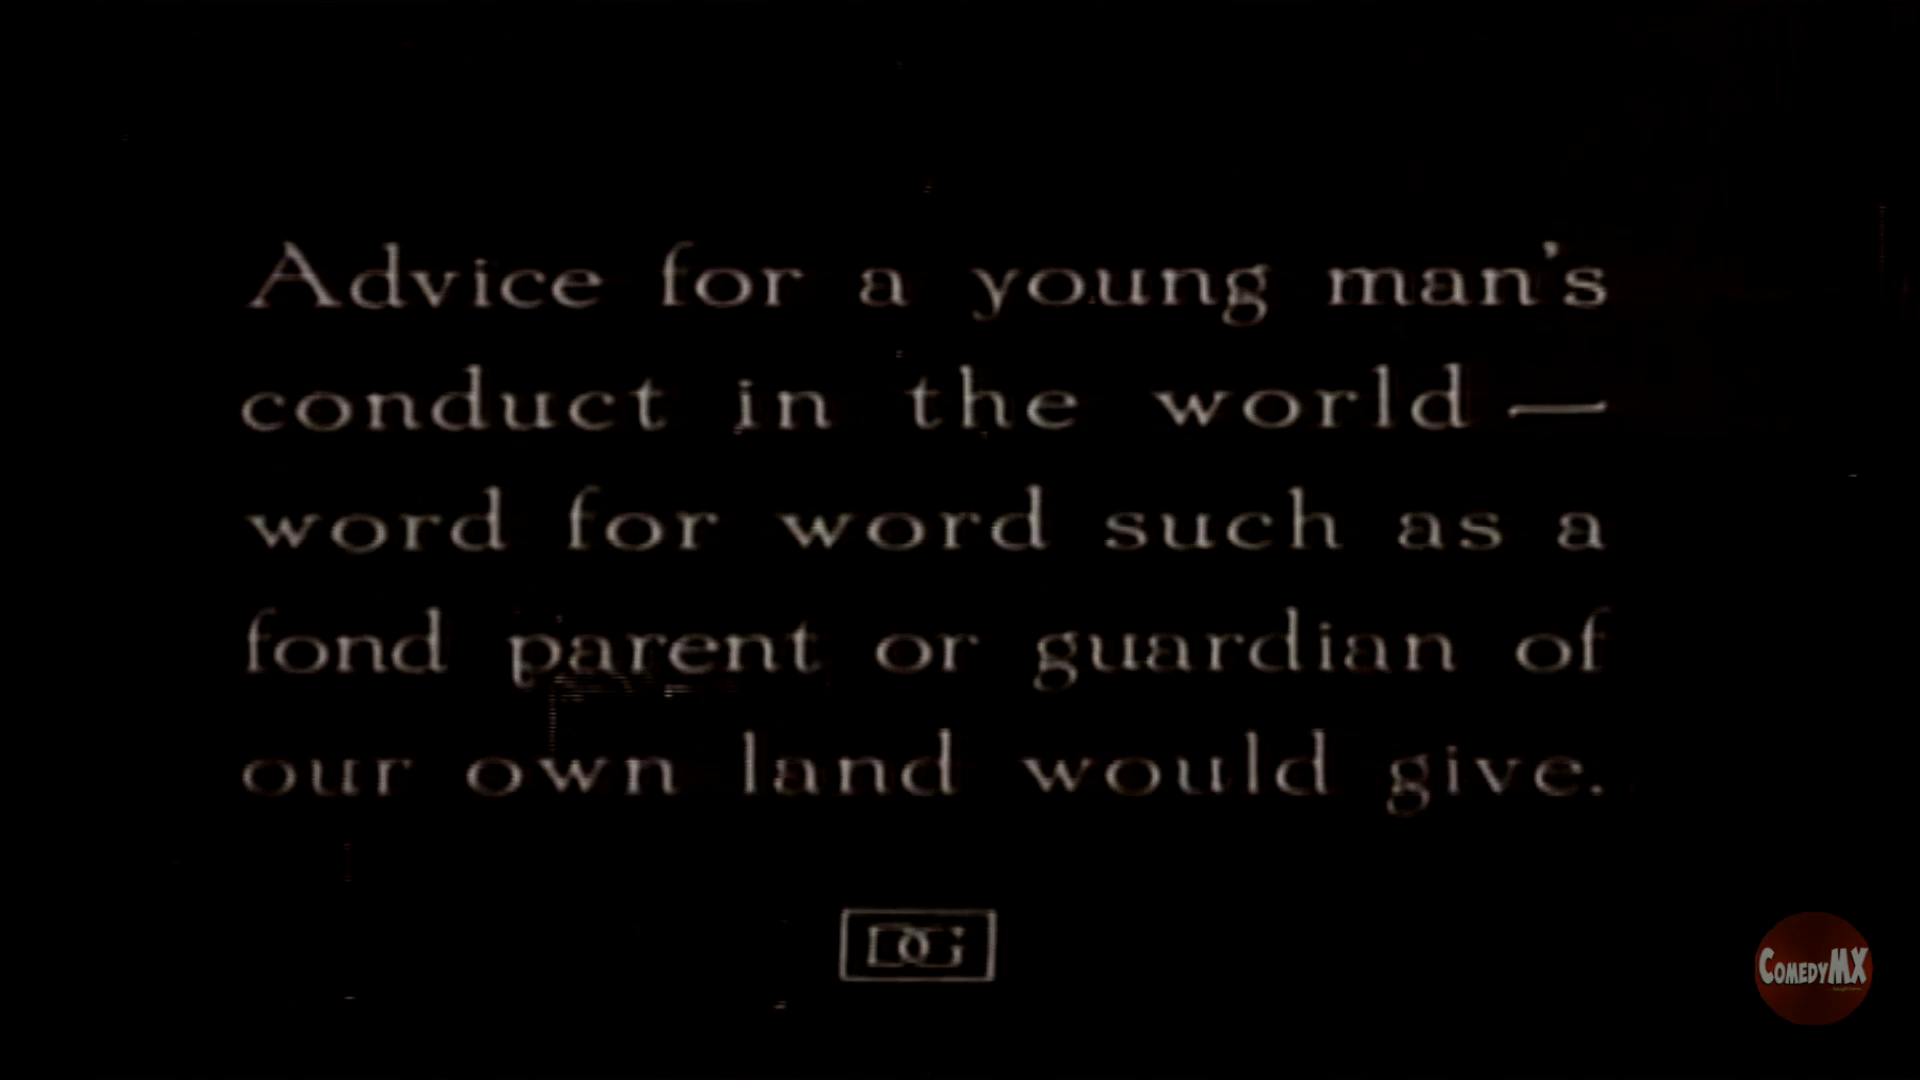 Advice for a young man's
conduct in the world —
word for word such as a
fond parent or guardian of
our own land would give.
DG
COMEDYMX